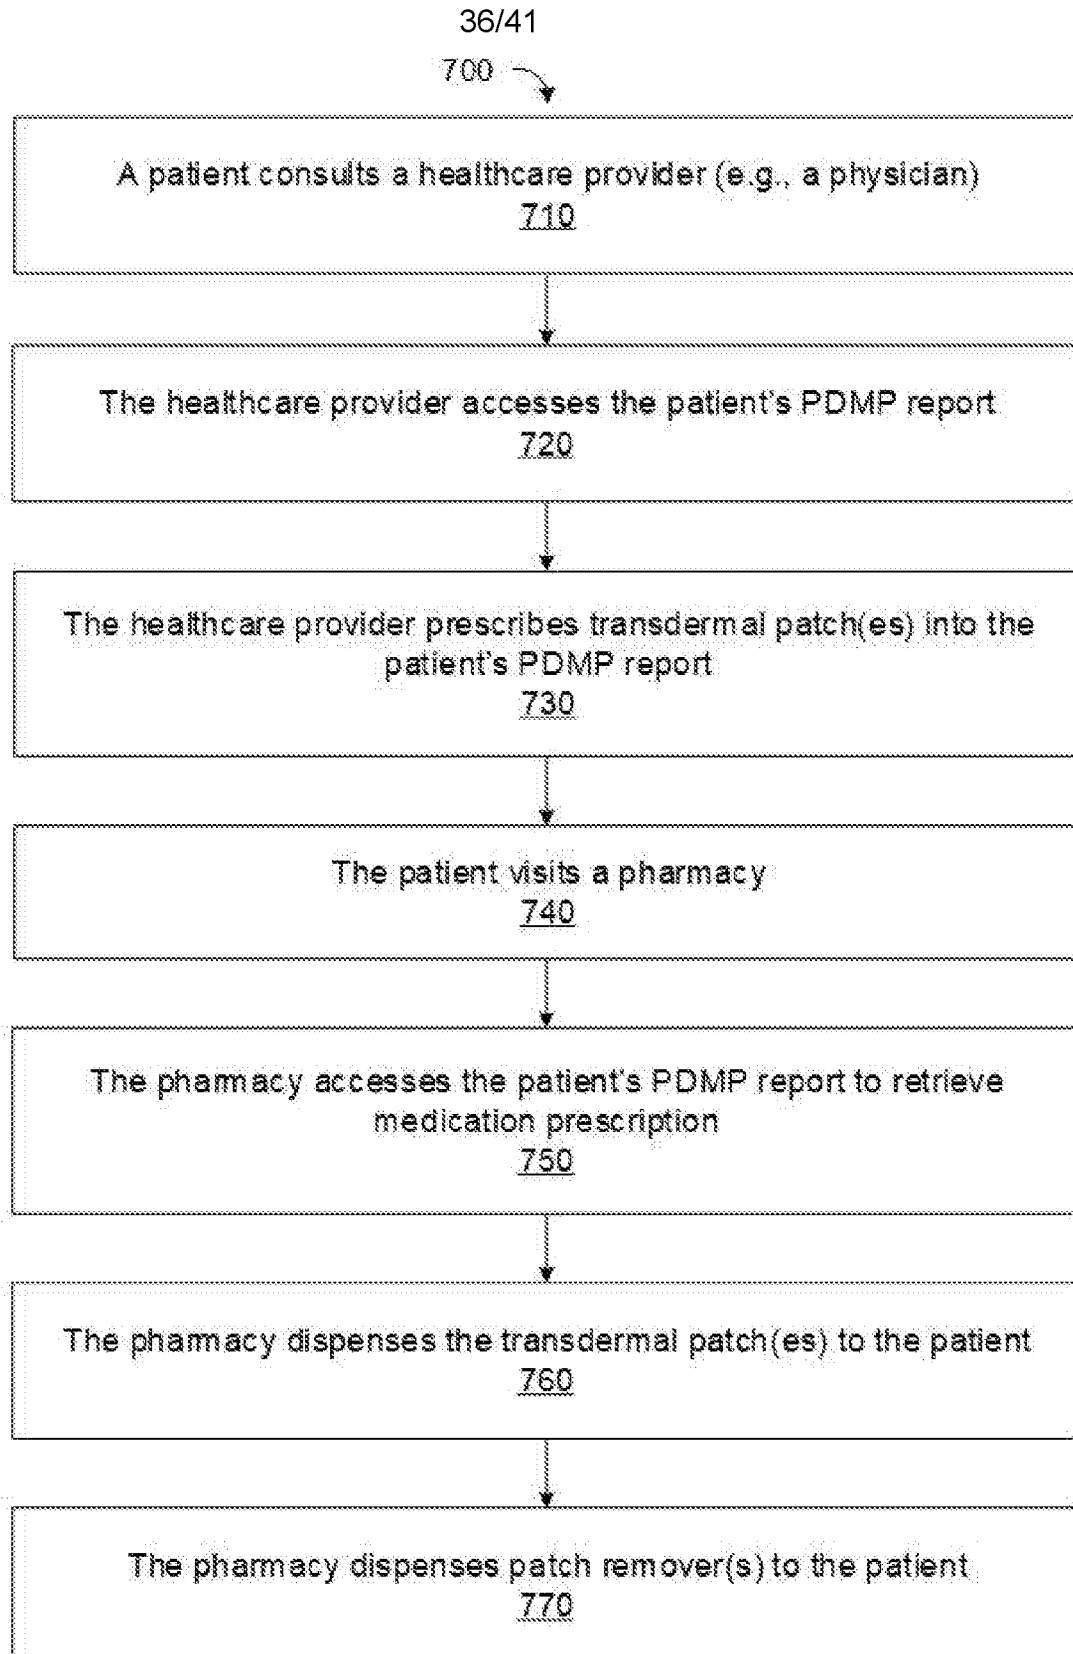 36/41
700
A patient consults a healthcare provider (e.g., a physician)
710
The healthcare provider accesses the patient's PDMP report
720
The healthcare provider prescribes transdermal patch(es) into the
patient's PDMP report
730
The patient visits a pharmacy
740
The pharmacy accesses the patient's PDMP report to retrieve
medication prescription
750
The pharmacy dispenses the transdermal patch(es) to the patient
760
The pharmacy dispenses patch remover(s) to the patient
770